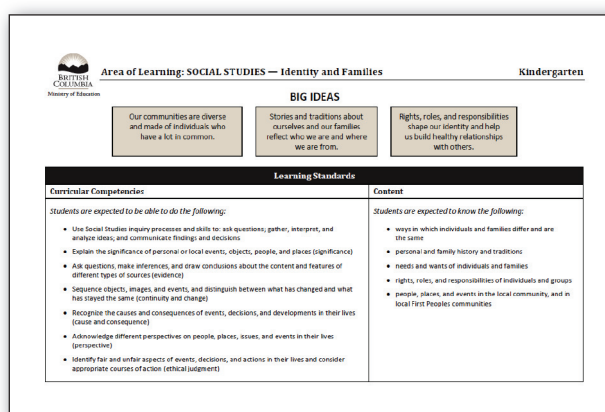 BRITISH
COLUMBIA
Ministry of Education
Area of Learning: SOCIAL STUDIES — Identity and Families Kindergarten
BIG IDEAS
Our communities are diverse
and made of individuals who
have a lot in common.
Stories and traditions about
ourselves and our families
reflect who we are and where
we are from.
Rights, roles, and responsibilities
shape our identity and help
us build healthy relationships
with others.
Learning Standards
Curricular Competencies
Students are expected to be able to do the following:
• Use Social Studies inquiry processes and skills to: ask questions; gather, interpret, and
analyze ideas; and communicate findings and decisions
• Explain the significance of personal or local events, objects, people, and places (significance)
• Ask questions, make inferences, and draw conclusions about the content and features of
different types of sources (evidence)
• Sequence objects, images, and events, and distinguish between what has changed and what
has stayed the same (continuity and change)
• Recognize the causes and consequences of events, decisions, and developments in their lives
(cause and consequence)
• Acknowledge different perspectives on people, places, issues, and events in their lives
(perspective)
• Identify fair and unfair aspects of events, decisions, and actions in their lives and consider
appropriate courses of action (ethical judgment)
Content
Students are expected to know the following:
• ways in which individuals and families differ and are
the same
• personal and family history and traditions
• needs and wants of individuals and families
• rights, roles, and responsibilities of individuals and groups
• people, places, and events in the local community, and in
local First Peoples communities